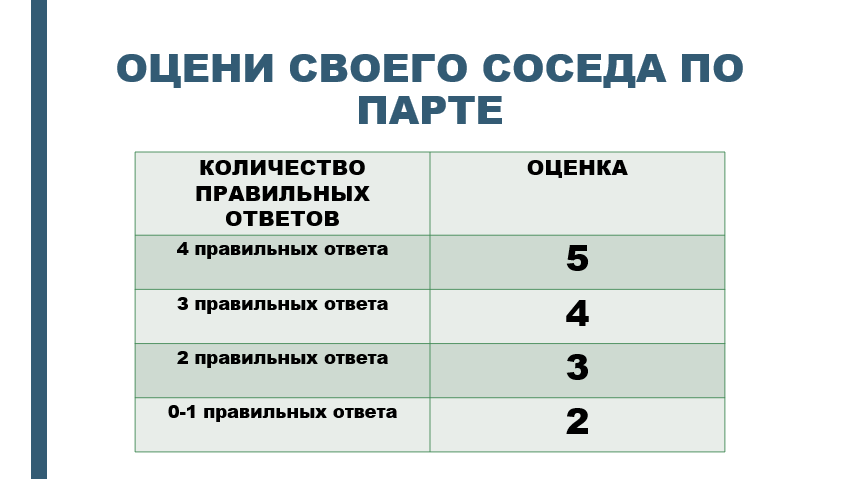 ОЦЕНИ СВОЕГО СОСЕДА ПО
ПАРТЕ
КОЛИЧЕСТВО
ПРАВИЛЬНЫХ
ОТВЕТОВ
ОЦЕНКА
4 правильных ответа
5
3 правильных ответа
4
2 правильных ответа
3
0-1 правильных ответа
2